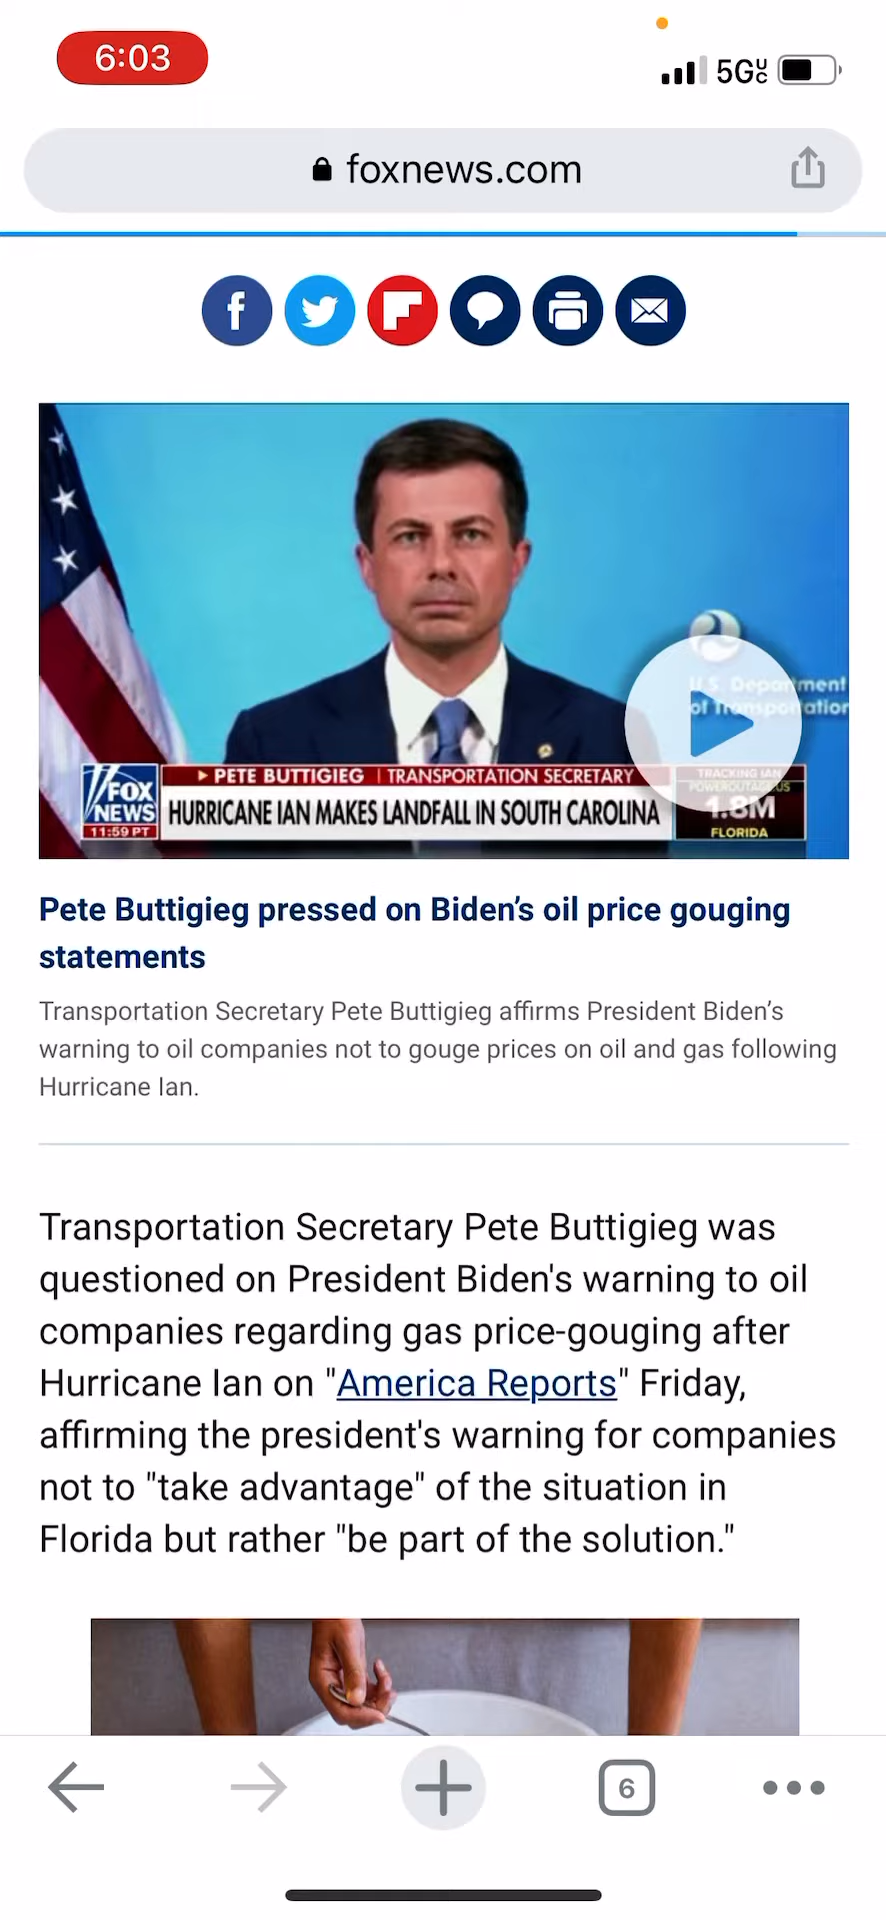 6:03
5G UC
foxnews.com
U.S. Department
of Transportation
PETE BUTTIGIEG | TRANSPORTATION SECRETARY
FOX
NEWS
11:59 PT
HURRICANE IAN MAKES LANDFALL IN SOUTH CAROLINA
TRACKING IAN
POWER OUTAGES US
1.8M
FLORIDA
Pete Buttigieg pressed on Biden’s oil price gouging
statements
Transportation Secretary Pete Buttigieg affirms President Biden’s
warning to oil companies not to gouge prices on oil and gas following
Hurricane Ian.
Transportation Secretary Pete Buttigieg was
questioned on President Biden's warning to oil
companies regarding gas price-gouging after
Hurricane Ian on "America Reports" Friday,
affirming the president's warning for companies
not to "take advantage" of the situation in
Florida but rather "be part of the solution."
6